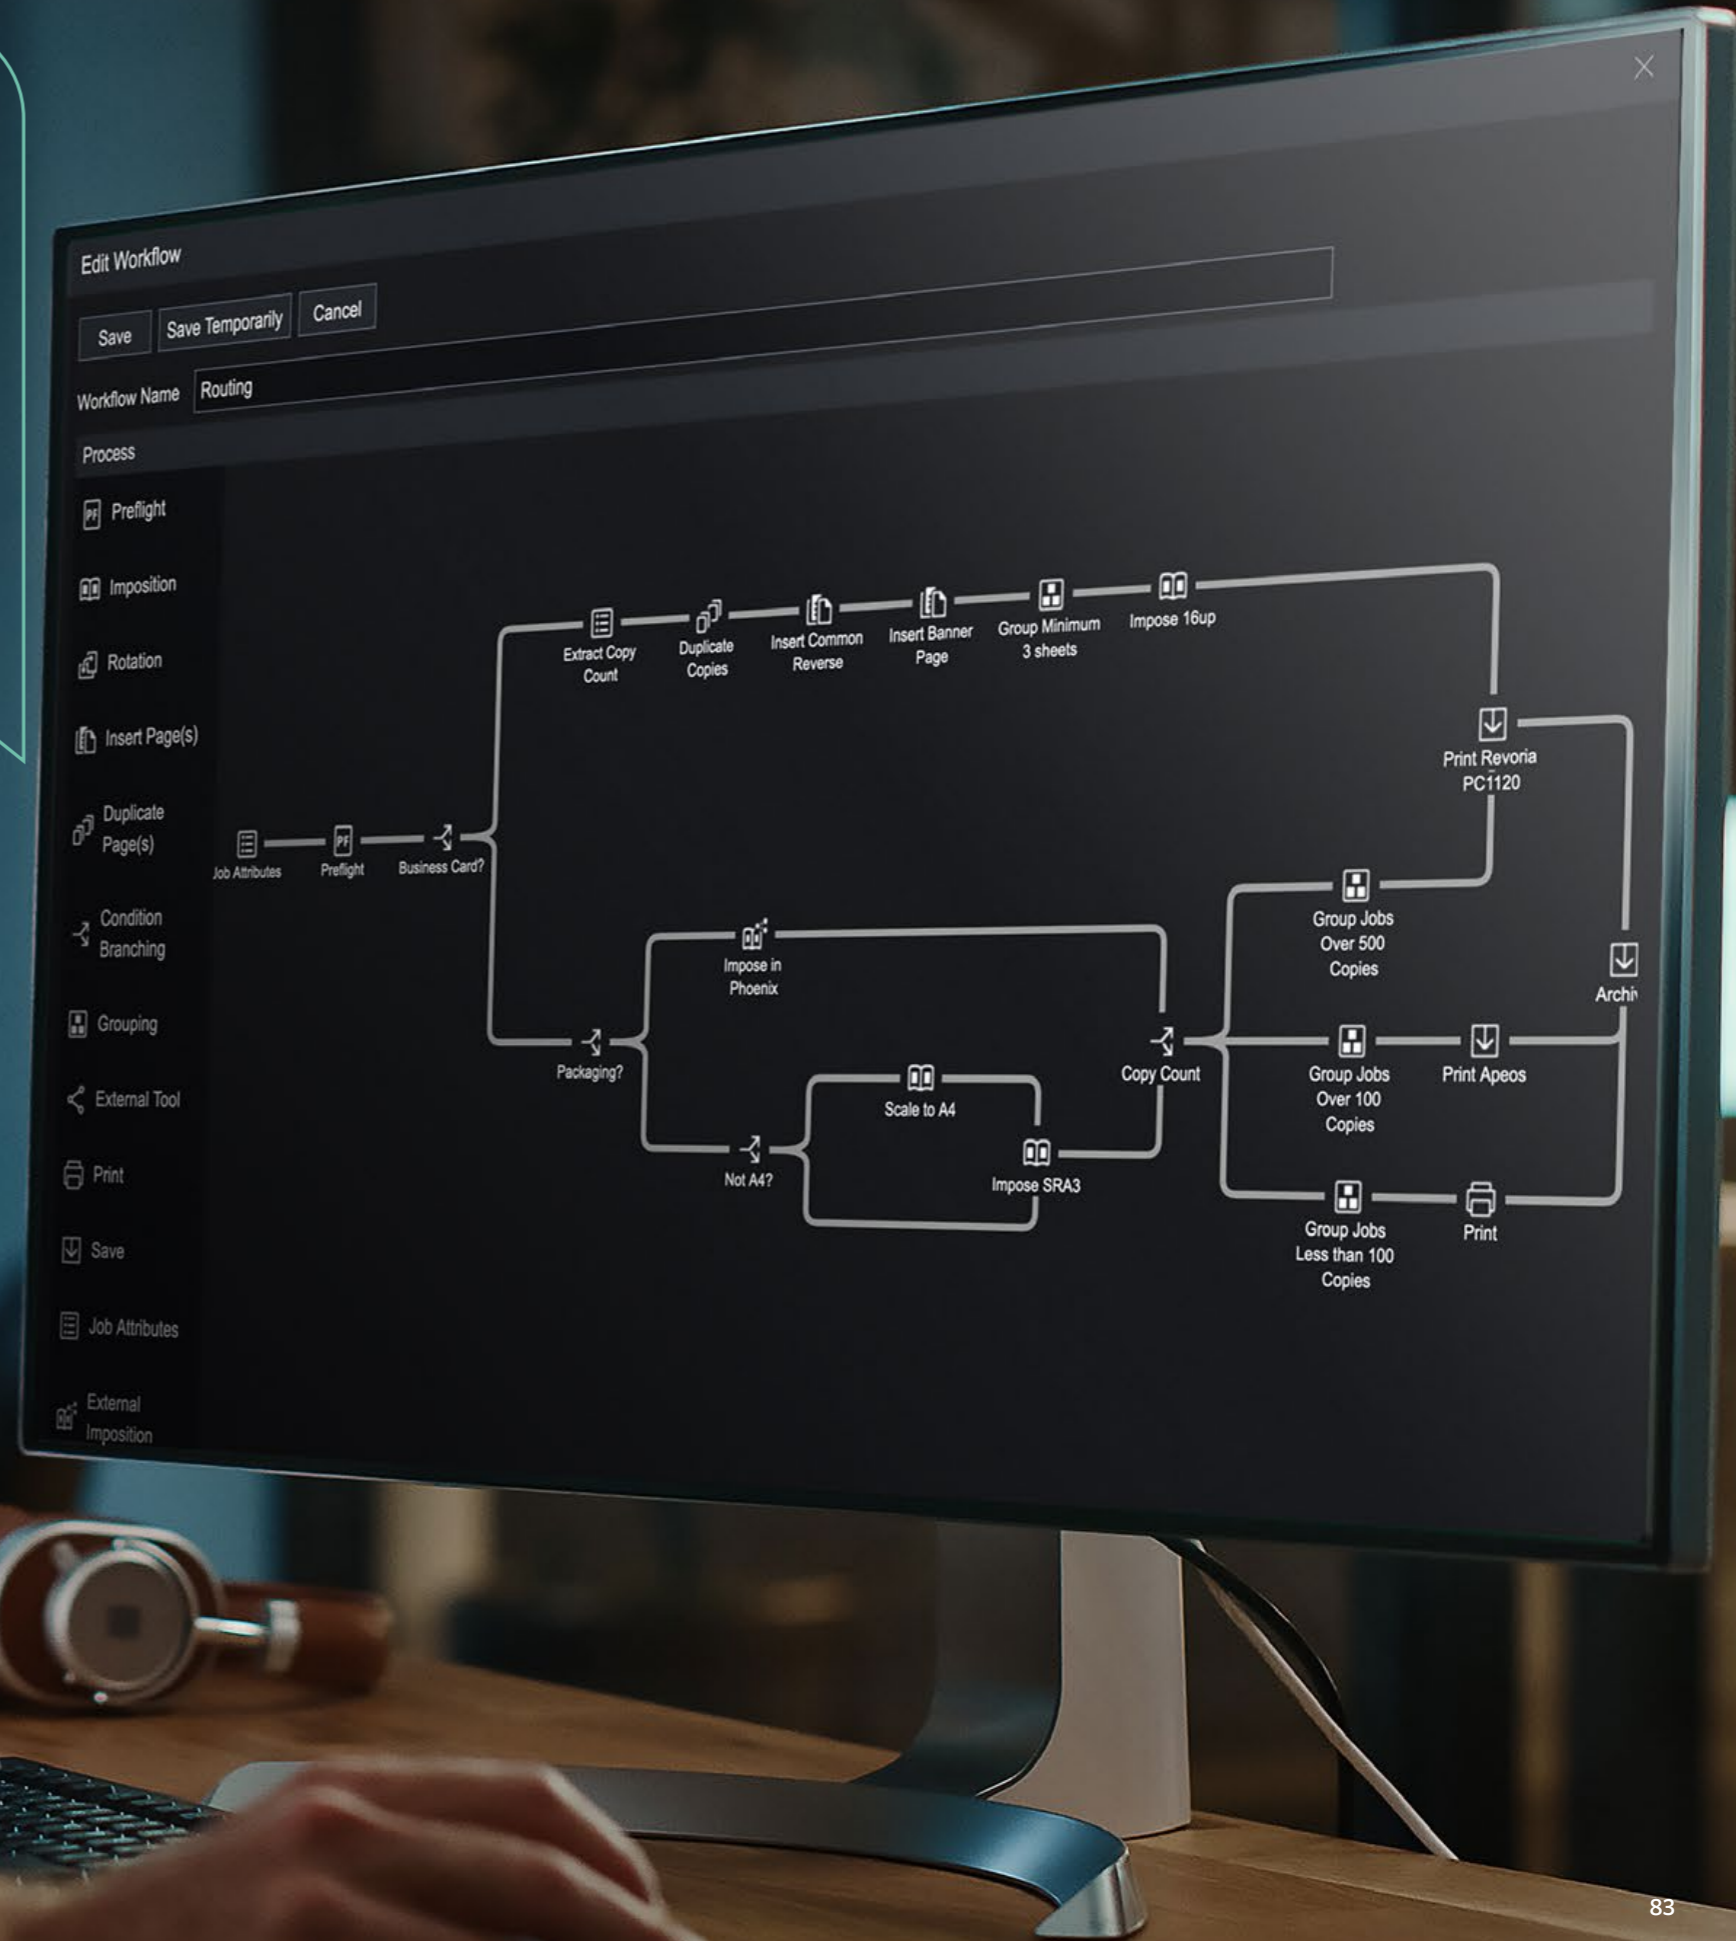 Edit Workflow
Save
Save Temporarily
Cancel
Workflow Name
Routing
Process
PF Preflight
Imposition
Rotation
Insert Page(s)
Duplicate
Page(s)
Condition
Branching
Grouping
External Tool
Print
Save
Job Attributes
External
Imposition
Job Attributes
PF
Preflight
Business Card?
Extract Copy
Count
Duplicate
Copies
Insert Common
Reverse
Insert Banner
Page
Group Minimum
3 sheets
Impose 16up
Print Revoria
PC1120
Packaging?
Impose in
Phoenix
Not A4?
Scale to A4
Impose SRA3
Copy Count
Group Jobs
Over 500
Copies
Group Jobs
Over 100
Copies
Print Apeos
Group Jobs
Less than 100
Copies
Print
Archiv
83